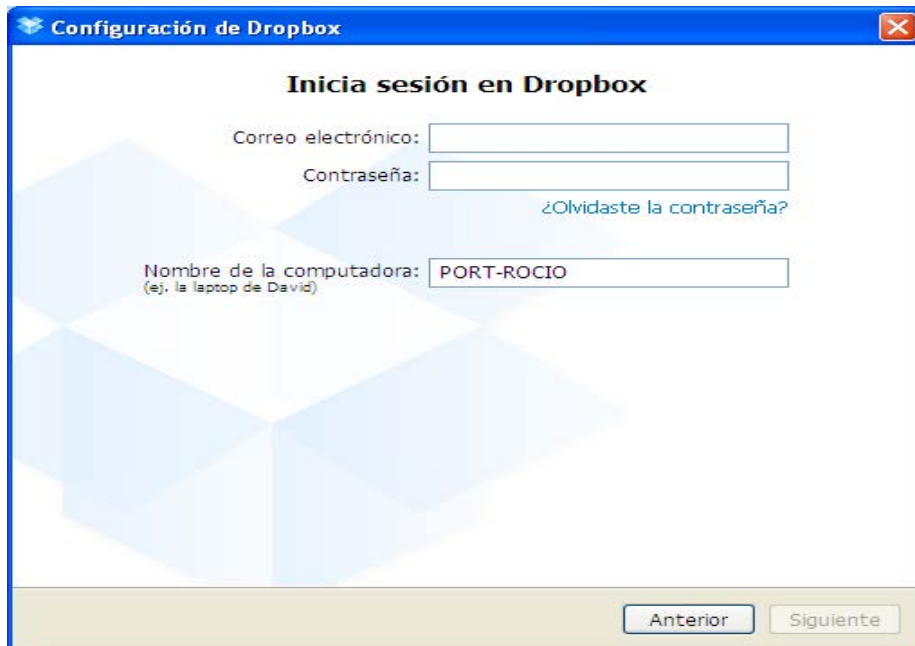 Configuración de Dropbox
Inicia sesión en Dropbox
Correo electrónico:
Contraseña:
¿Olvidaste la contraseña?
Nombre de la computadora: PORT-ROCIO
(ej. la laptop de David)
Anterior Siguiente